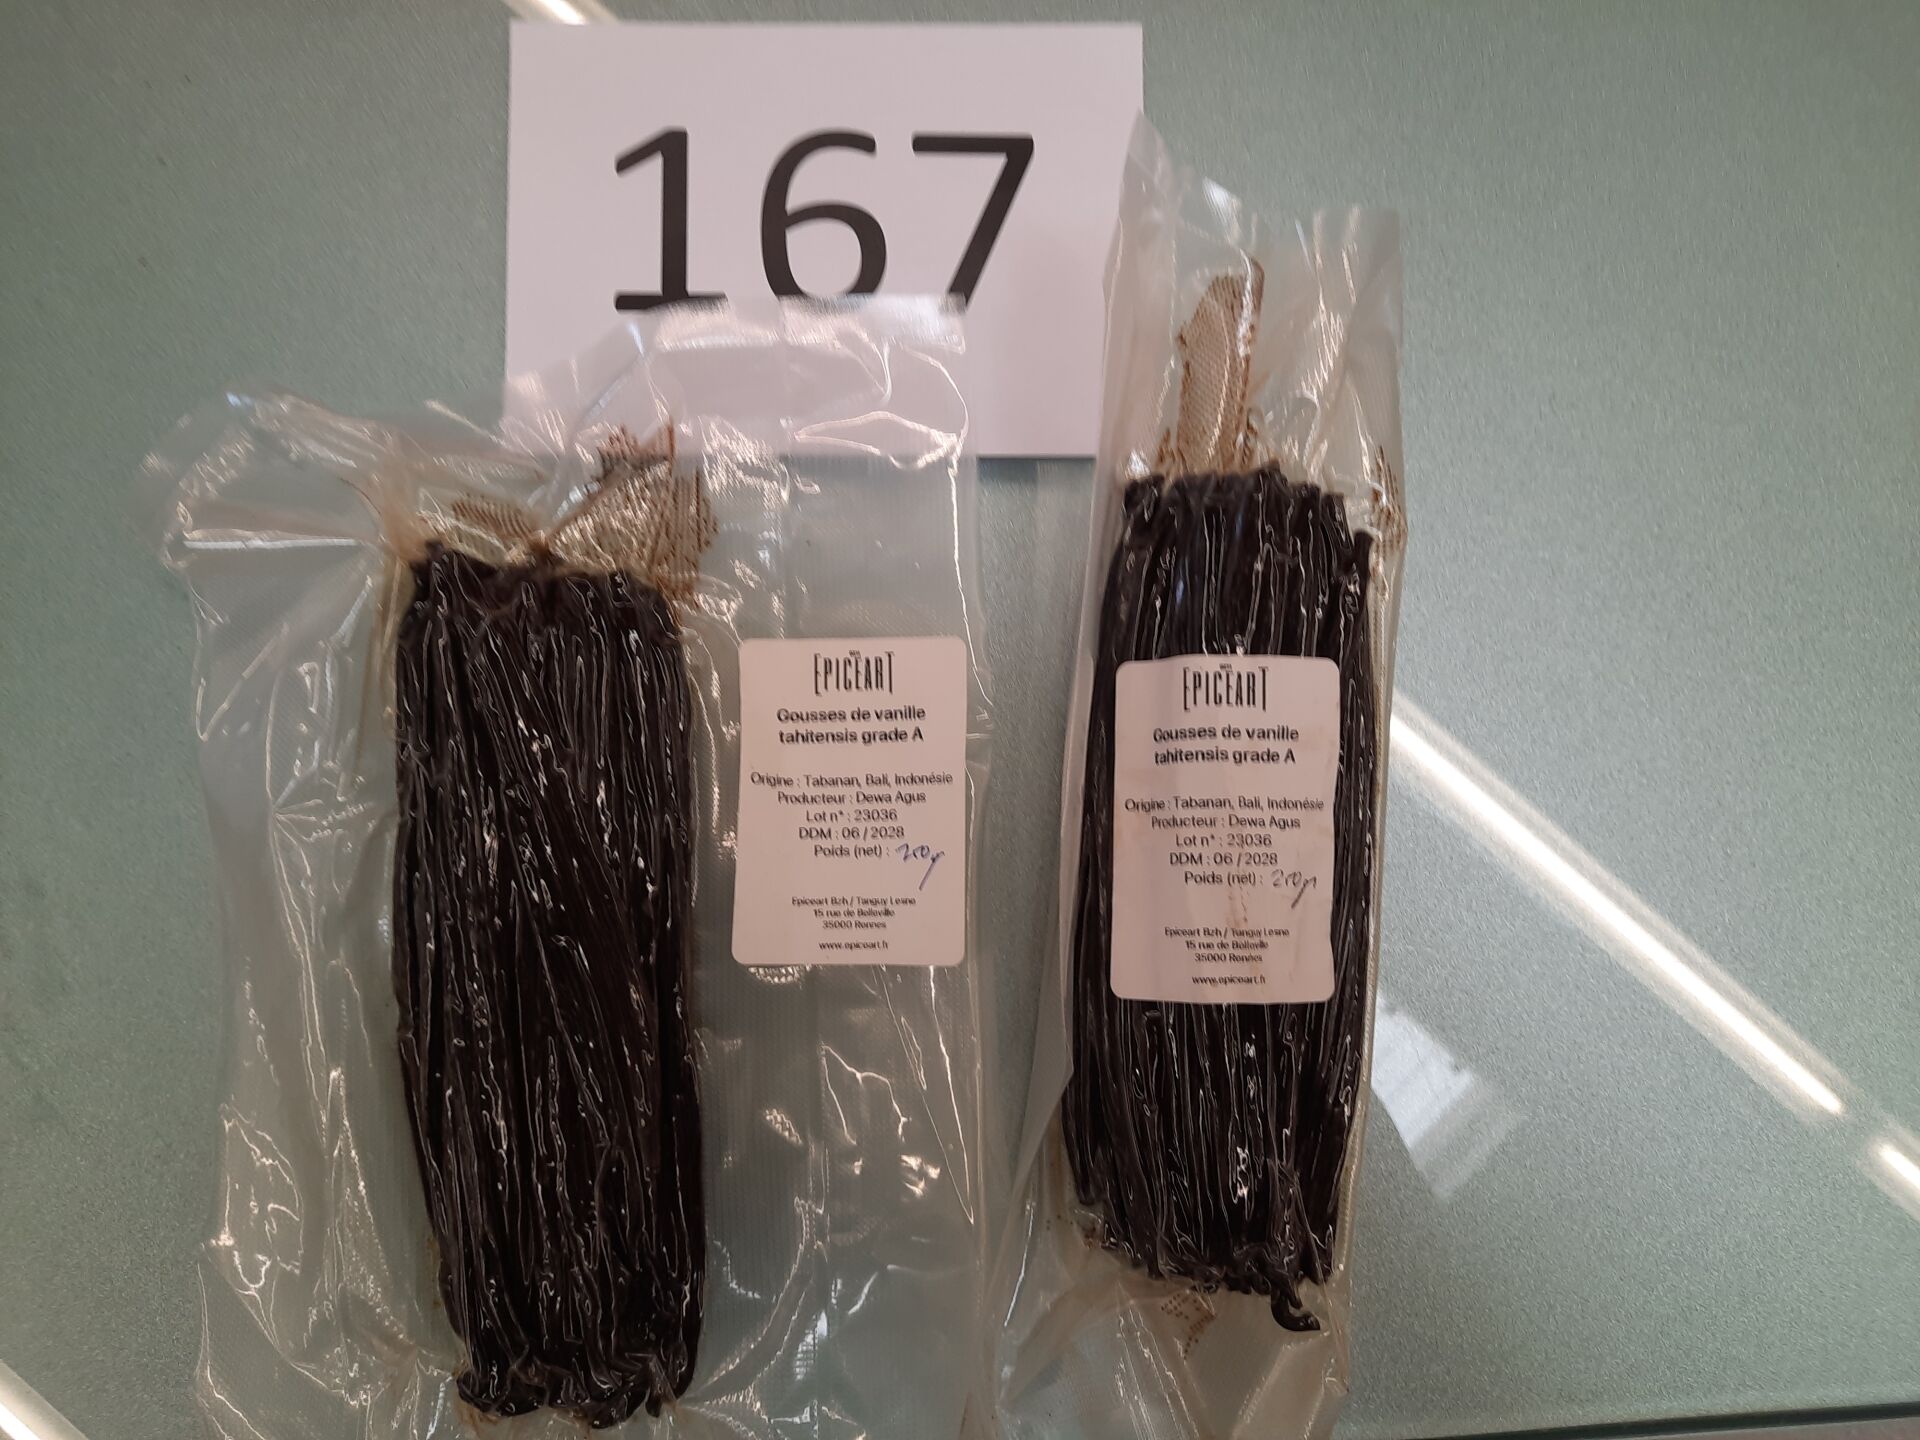 167
EPICEART
Gousses de vanille
tahitensis grade A
Origine : Tabanan, Bali, Indonésie
Producteur : Dewa Agus
Lot n° : 23036
DDM : 06 / 2028
Poids (net) : 250gr
Epiceart Bzh / Tanguy Lesne
15 rue de Belleville
35000 Rennes
www.epiceart.fr
EPICEART
Gousses de vanille
tahitensis grade A
Origine : Tabanan, Bali, Indonésie
Producteur : Dewa Agus
Lot n° : 23036
DDM : 06 / 2028
Poids (net) : 250gr
Epiceart Bzh / Tanguy Lesne
15 rue de Belleville
35000 Rennes
www.epiceart.fr